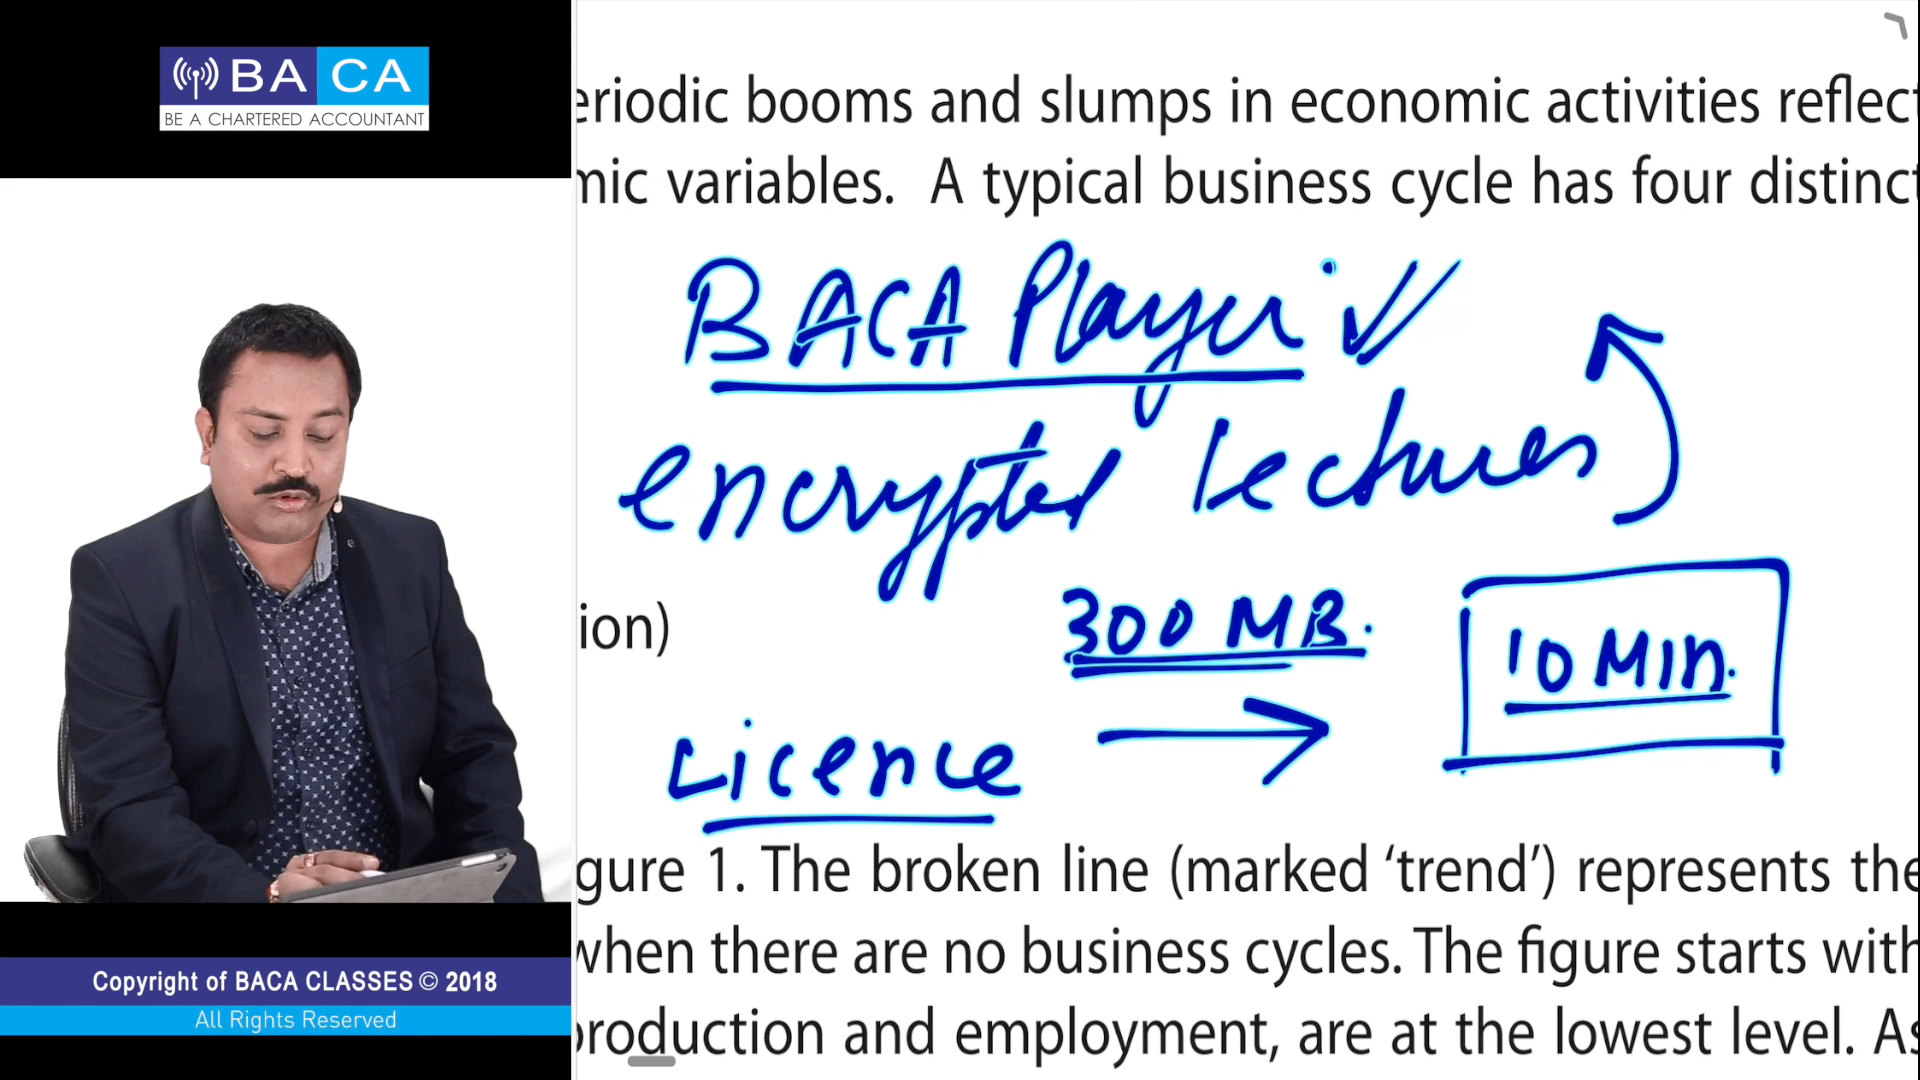 BACA
BE A CHARTERED ACCOUNTANT
eriodic booms and slumps in economic activities reflect
mic variables. A typical business cycle has four distinct
BACA Player
encrypted lectures
ion)
300 MB.
10 Min.
Licence
gure 1. The broken line (marked ‘trend’) represents the
when there are no business cycles. The figure starts with
production and employment, are at the lowest level. As
Copyright of BACA CLASSES © 2018
All Rights Reserved